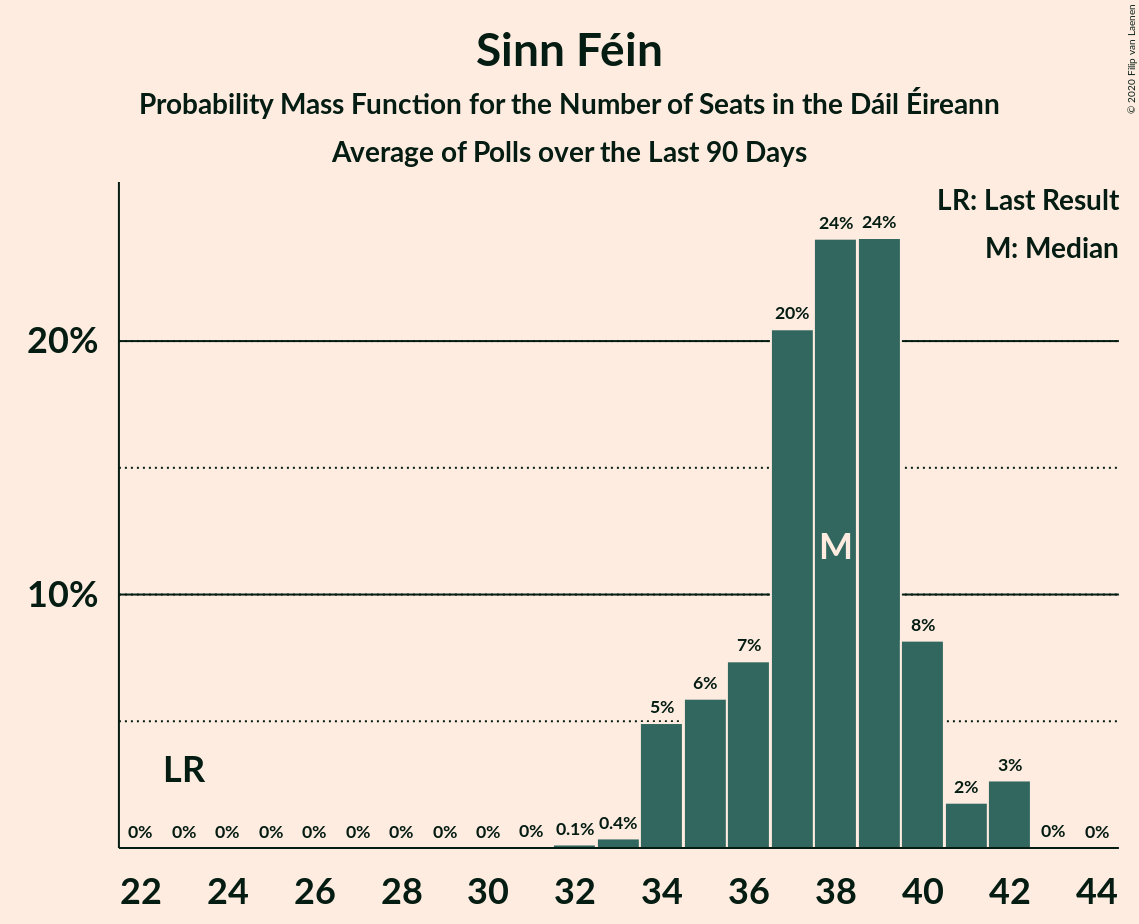 Sinn Féin
Probability Mass Function for the Number of Seats in the Dáil Éireann
Average of Polls over the Last 90 Days
© 2020 Filip van Laenen
LR: Last Result
M: Median
24% 24%
20%
20%
M
10%
8%
7%
6%
5%
LR
3%
2%
0% 0% 0% 0% 0% 0% 0% 0% 0% 0% 0.1% 0.4% 0% 0%
22 24 26 28 30 32 34 36 38 40 42 44